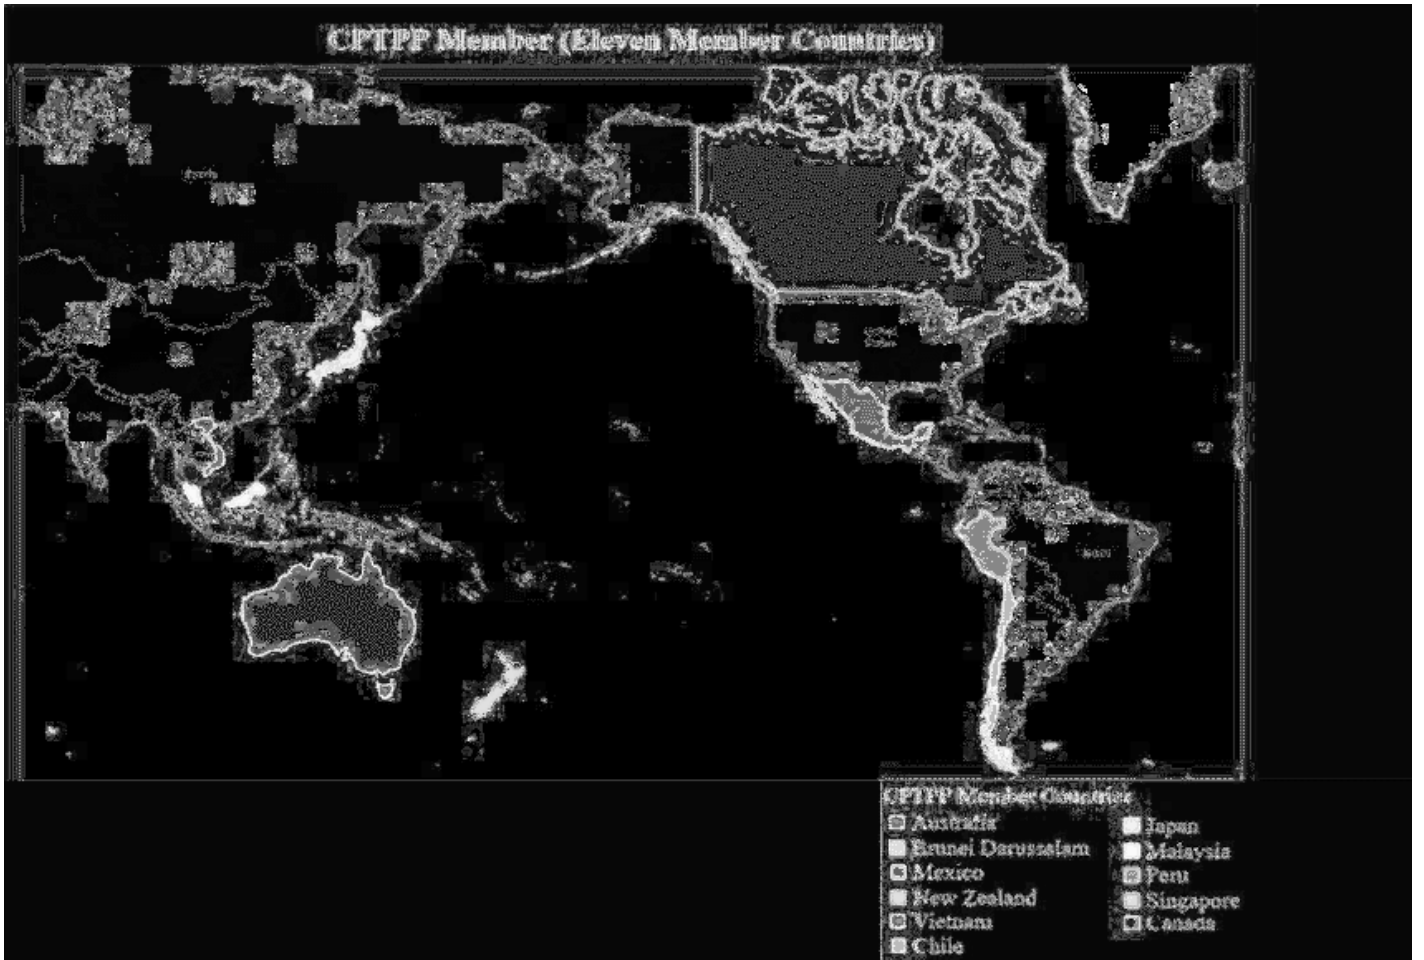 CPTPP Member (Eleven Member Countries)
CPTPP Member Countries
Australia
Brunei Darussalam
Mexico
New Zealand
Vietnam
Chile
Japan
Malaysia
Peru
Singapore
Canada